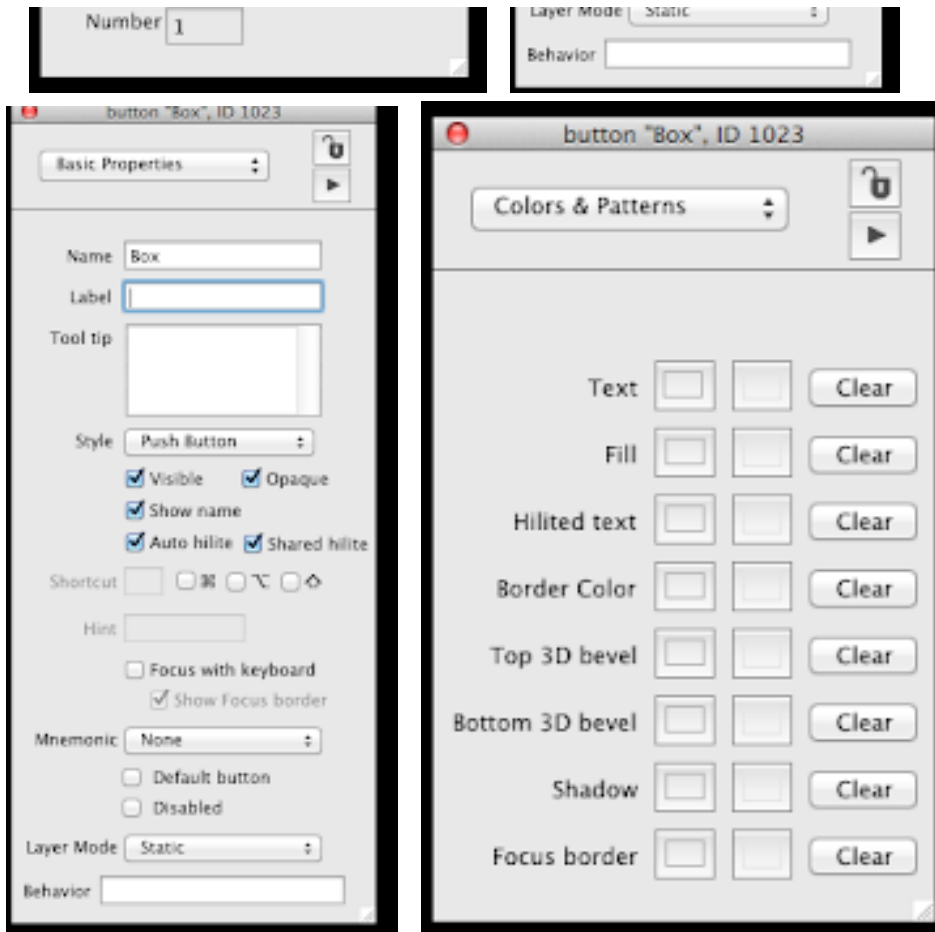 Number 1
Layer Mode Static
Behavior
button "Box", ID 1023
Basic Properties
Name Box
Label
Tool tip
Style Push Button
Visible Opaque
Show name
Auto hilite Shared hilite
Shortcut ⌘ ⌥ ◇
Hint
Focus with keyboard
Show Focus border
Mnemonic None
Default button
Disabled
Layer Mode Static
Behavior
button "Box", ID 1023
Colors & Patterns
Text Clear
Fill Clear
Hilited text Clear
Border Color Clear
Top 3D bevel Clear
Bottom 3D bevel Clear
Shadow Clear
Focus border Clear